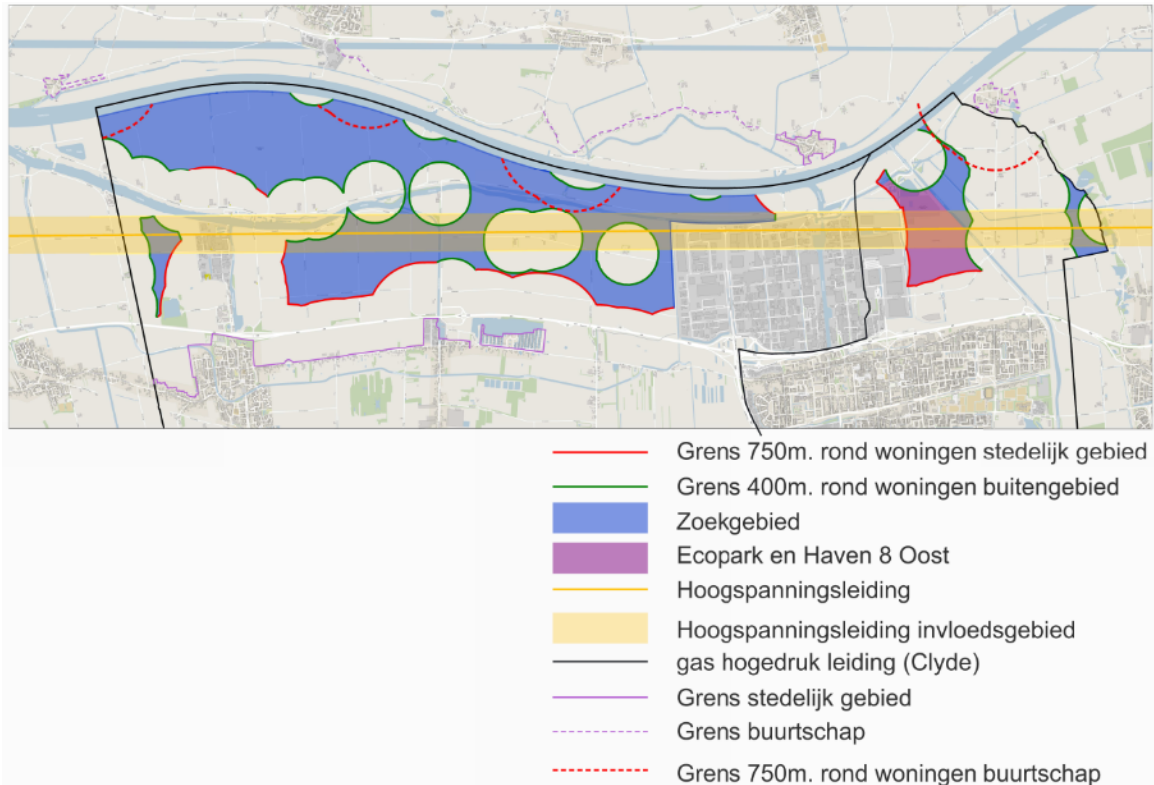 Grens 750m. rond woningen stedelijk gebied
Grens 400m. rond woningen buitengebied
Zoekgebied
Ecopark en Haven 8 Oost
Hoogspanningsleiding
Hoogspanningsleiding invloedsgebied
gas hogedruk leiding (Clyde)
Grens stedelijk gebied
Grens buurtschap
Grens 750m. rond woningen buurtschap